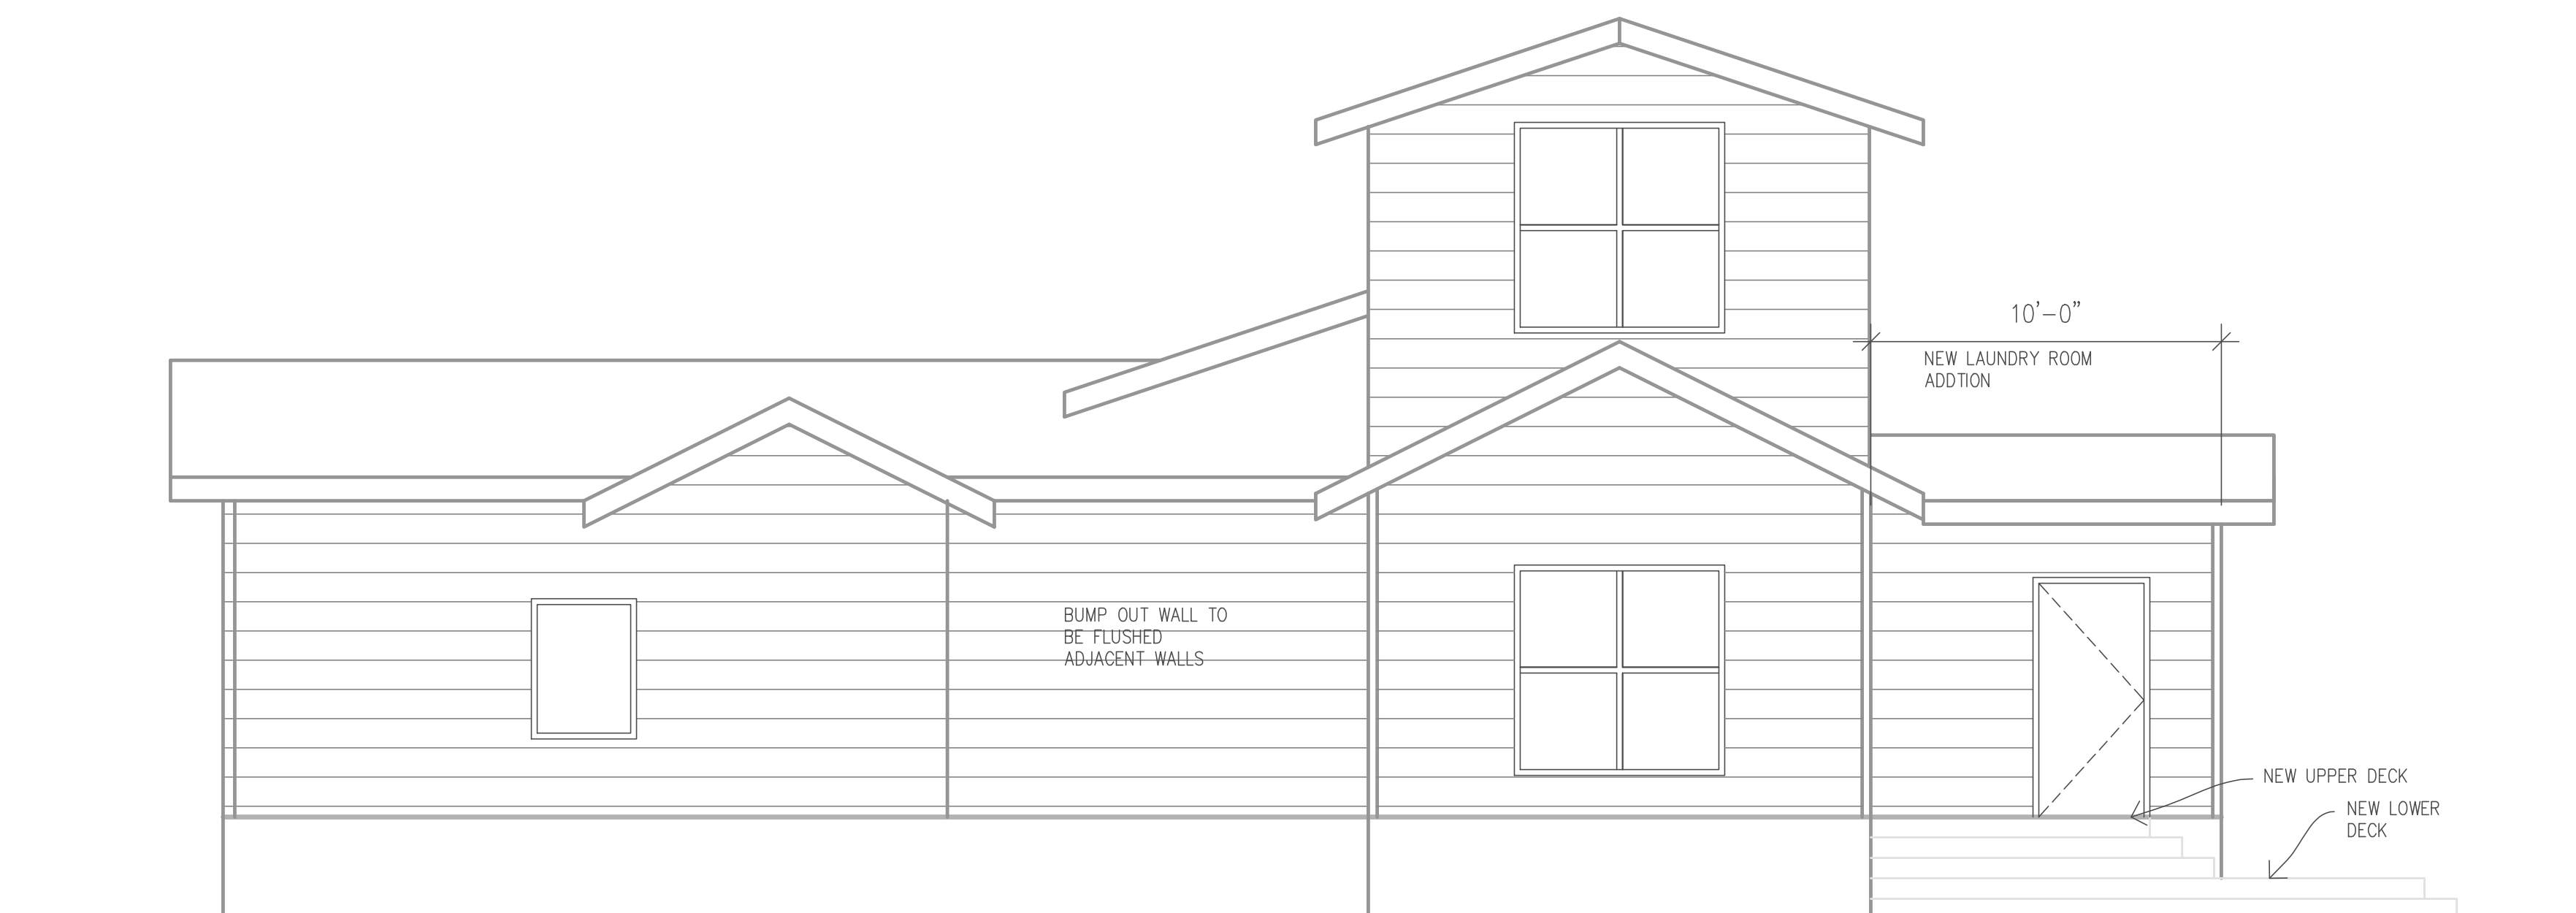 10'-0"
NEW LAUNDRY ROOM
ADDTION
BUMP OUT WALL TO
BE FLUSHED
ADJACENT WALLS
NEW UPPER DECK
NEW LOWER
DECK